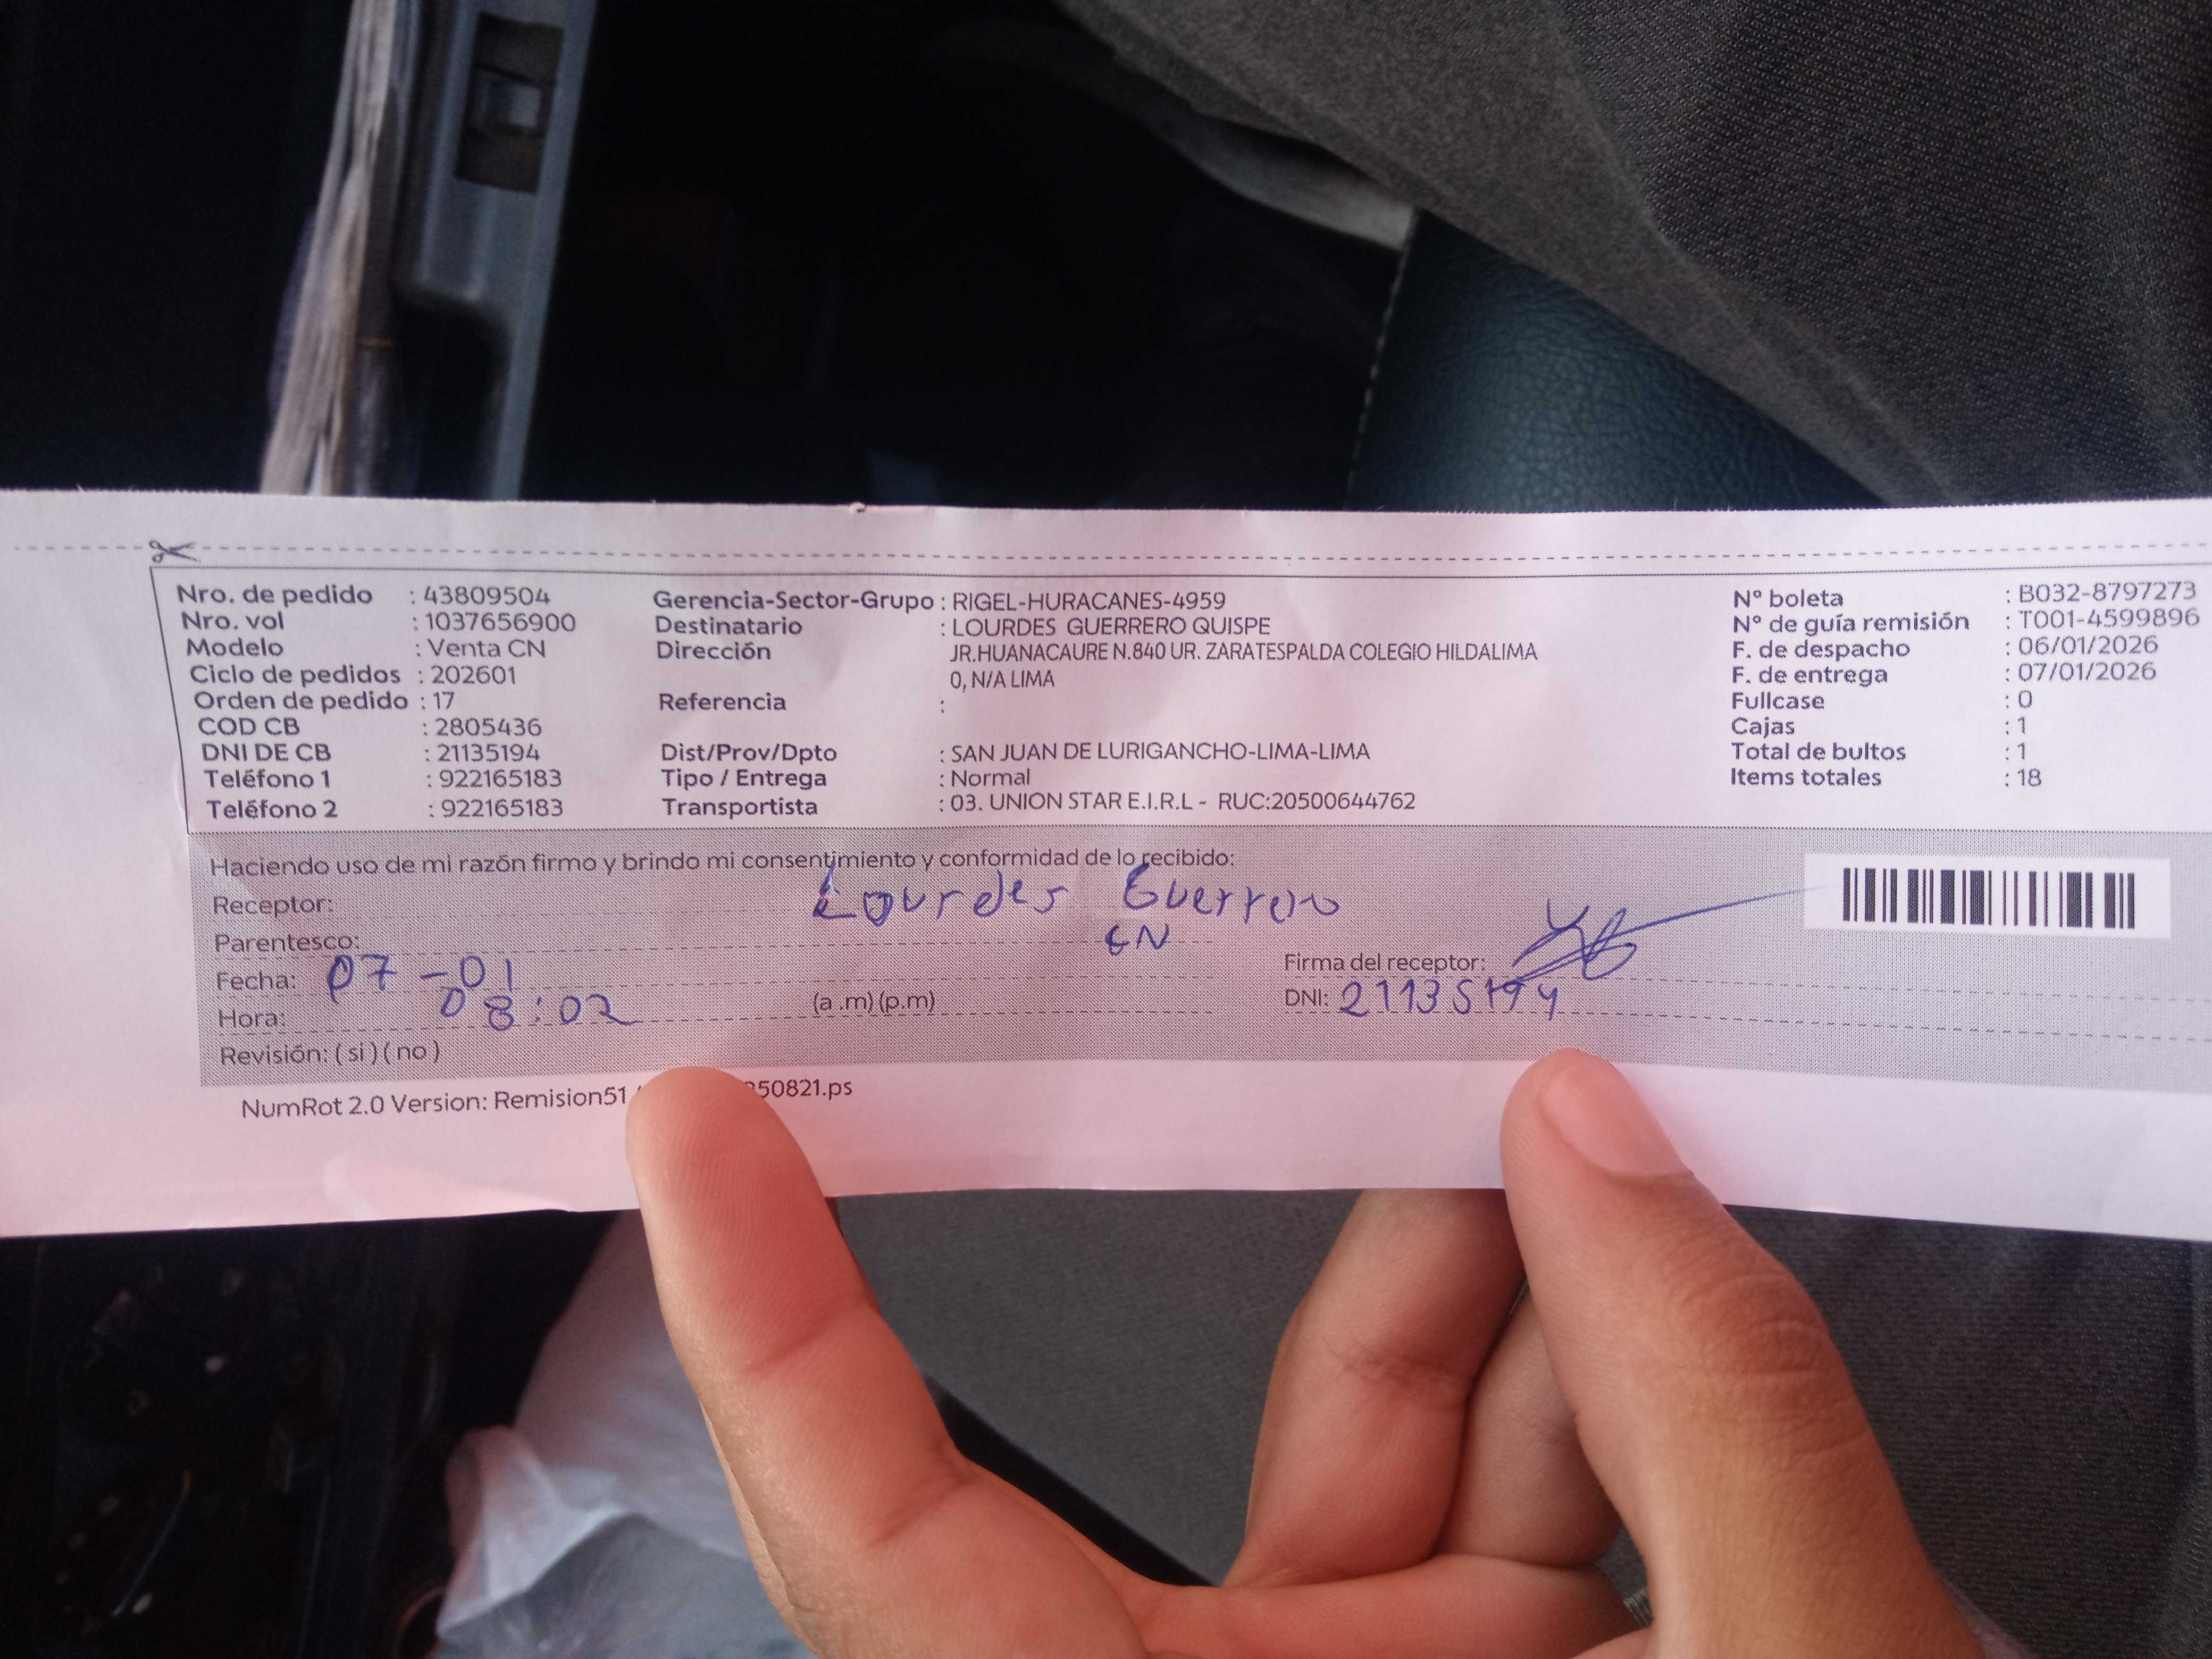 Nro. de pedido : 43809504
Nro. vol : 1037656900
Modelo : Venta CN
Ciclo de pedidos : 202601
Orden de pedido : 17
COD CB : 2805436
DNI DE CB : 21135194
Teléfono 1 : 922165183
Teléfono 2 : 922165183
Gerencia-Sector-Grupo : RIGEL-HURACANES-4959
Destinatario : LOURDES GUERRERO QUISPE
Dirección JR.HUANACAURE N.840 UR. ZARATESPALDA COLEGIO HILDALIMA
0, N/A LIMA
Referencia :
Dist/Prov/Dpto : SAN JUAN DE LURIGANCHO-LIMA-LIMA
Tipo / Entrega : Normal
Transportista : 03. UNION STAR E.I.R.L - RUC:20500644762
N° boleta : B032-8797273
N° de guía remisión : T001-4599896
F. de despacho : 06/01/2026
F. de entrega : 07/01/2026
Fullcase : 0
Cajas : 1
Total de bultos : 1
Items totales : 18
Haciendo uso de mi razón firmo y brindo mi consentimiento y conformidad de lo recibido:
Receptor: Lourdes Guerrero
Parentesco: CN
Fecha: 07-01
Hora: 08:02 (a .m) (p.m)
Revisión: ( si ) ( no )
Firma del receptor:
DNI: 21135194
NumRot 2.0 Version: Remision51 50821.ps